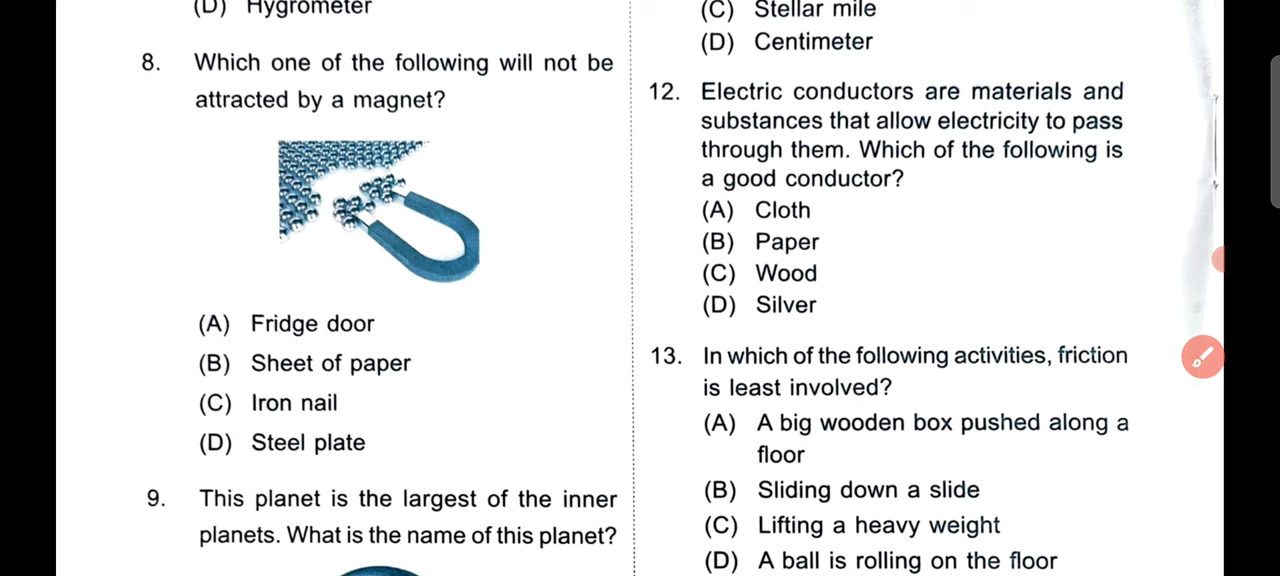 (D) Hygrometer
8. Which one of the following will not be
attracted by a magnet?
(A) Fridge door
(B) Sheet of paper
(C) Iron nail
(D) Steel plate
9. This planet is the largest of the inner
planets. What is the name of this planet?
(C) Stellar mile
(D) Centimeter
12. Electric conductors are materials and
substances that allow electricity to pass
through them. Which of the following is
a good conductor?
(A) Cloth
(B) Paper
(C) Wood
(D) Silver
13. In which of the following activities, friction
is least involved?
(A) A big wooden box pushed along a
floor
(B) Sliding down a slide
(C) Lifting a heavy weight
(D) A ball is rolling on the floor